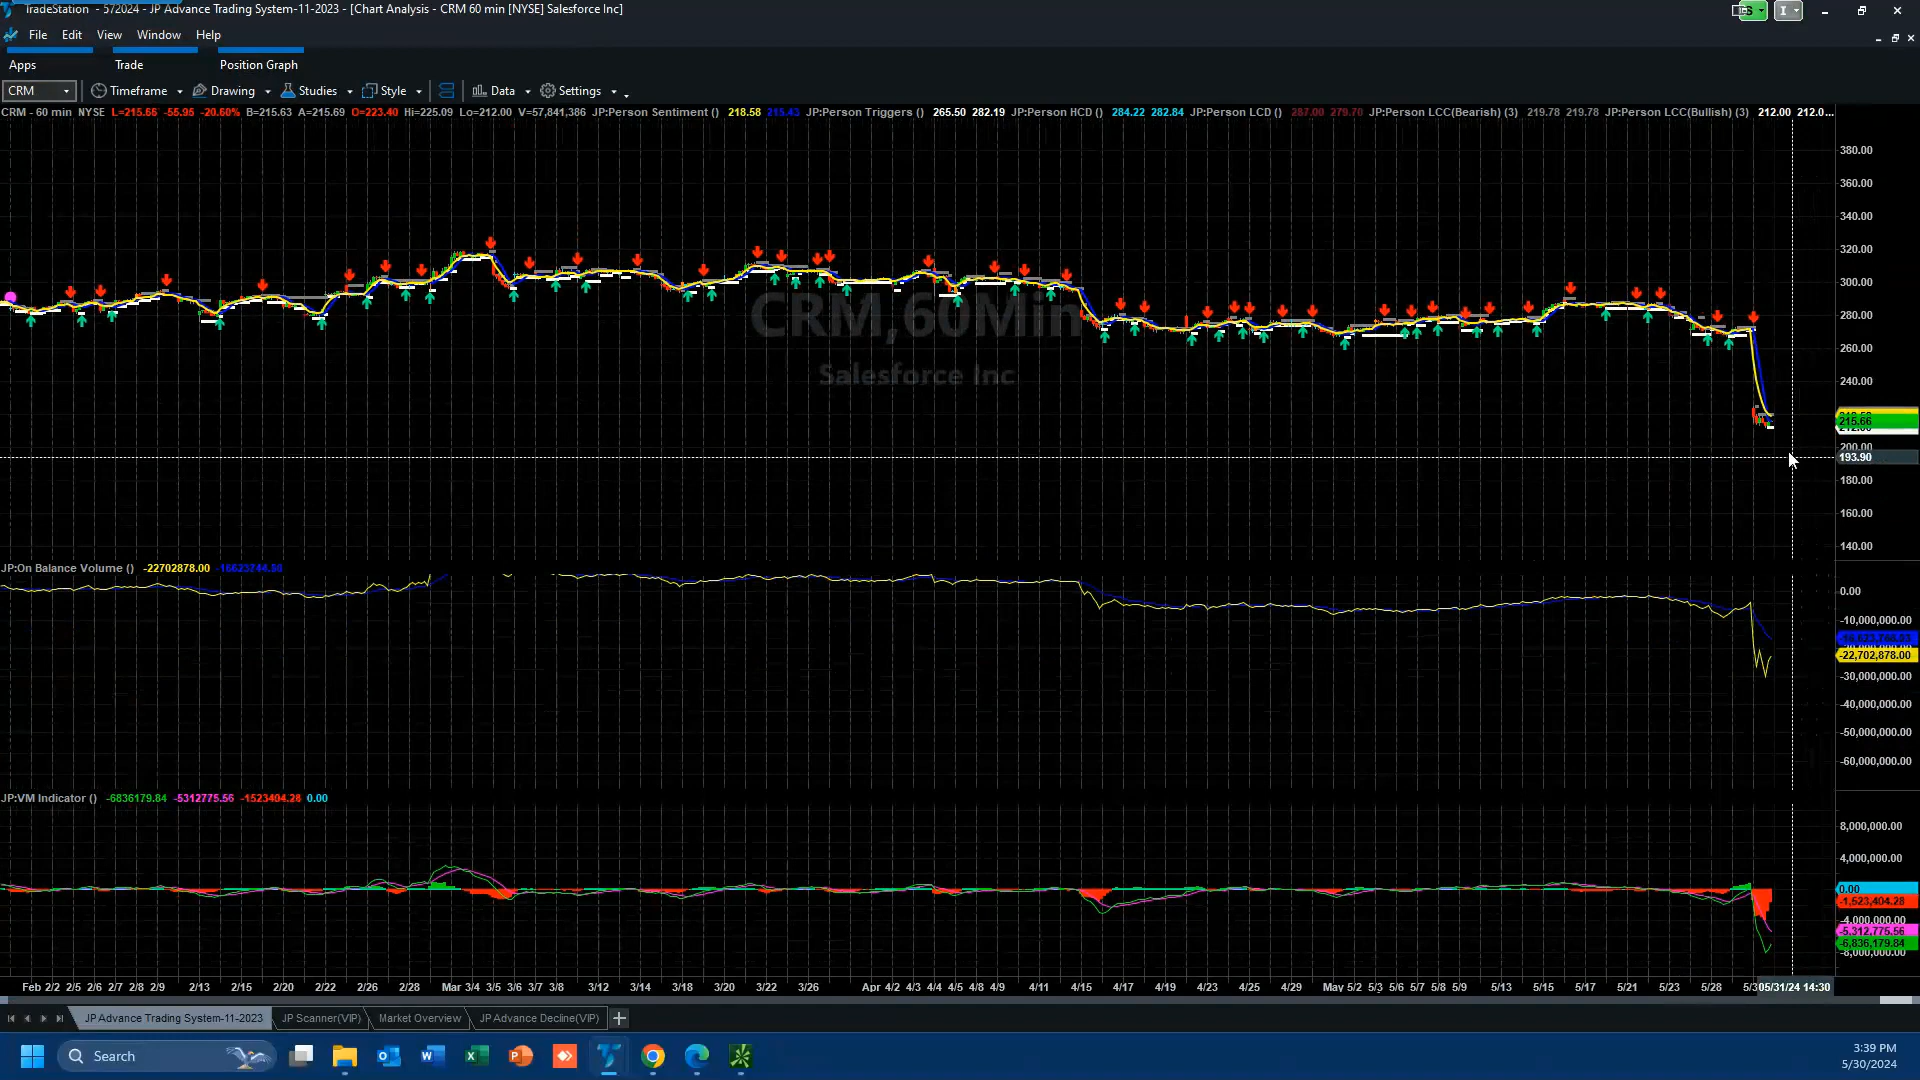 TradeStation - 572024 - JP Advance Trading System-11-2023 - [Chart Analysis - CRM 60 min [NYSE] Salesforce Inc]
File Edit View Window Help
Apps Trade Position Graph
CRM Timeframe Drawing Studies Style Data Settings
CRM - 60 min NYSE L=215.66 -55.95 -20.60% B=215.63 A=215.69 O=223.40 Hi=225.09 Lo=212.00 V=57,841,386 JP:Person Sentiment () 218.58 215.43 JP:Person Triggers () 265.50 282.19 JP:Person HCD () 284.22 282.84 JP:Person LCD () 287.00 279.70 JP:Person LCC(Bearish) (3) 219.78 219.78 JP:Person LCC(Bullish) (3) 212.00 212.0...
380.00
360.00
340.00
320.00
300.00
280.00
260.00
240.00
215.66
200.00
193.90
180.00
160.00
140.00
CRM,60Min
Salesforce Inc
JP:On Balance Volume () -22702878.00 -16623744.50
0.00
-10,000,000.00
-22,702,878.00
-30,000,000.00
-40,000,000.00
-50,000,000.00
-60,000,000.00
JP:VM Indicator () -6836179.84 -5312775.56 -1523404.28 0.00
8,000,000.00
4,000,000.00
0.00
-1,523,404.28
-4,000,000.00
-5,312,775.56
-6,836,179.84
Feb 2/2 2/5 2/6 2/7 2/8 2/9 2/13 2/15 2/20 2/22 2/26 2/28 Mar 3/4 3/5 3/6 3/7 3/8 3/12 3/14 3/18 3/20 3/22 3/26 Apr 4/2 4/3 4/4 4/5 4/8 4/9 4/11 4/15 4/17 4/19 4/23 4/25 4/29 May 5/2 5/3 5/6 5/7 5/8 5/9 5/13 5/15 5/17 5/21 5/23 5/28 5/3 05/31/24 14:30
JP Advance Trading System-11-2023 JP Scanner(VIP) Market Overview JP Advance Decline(VIP)
Search
3:39 PM
5/30/2024